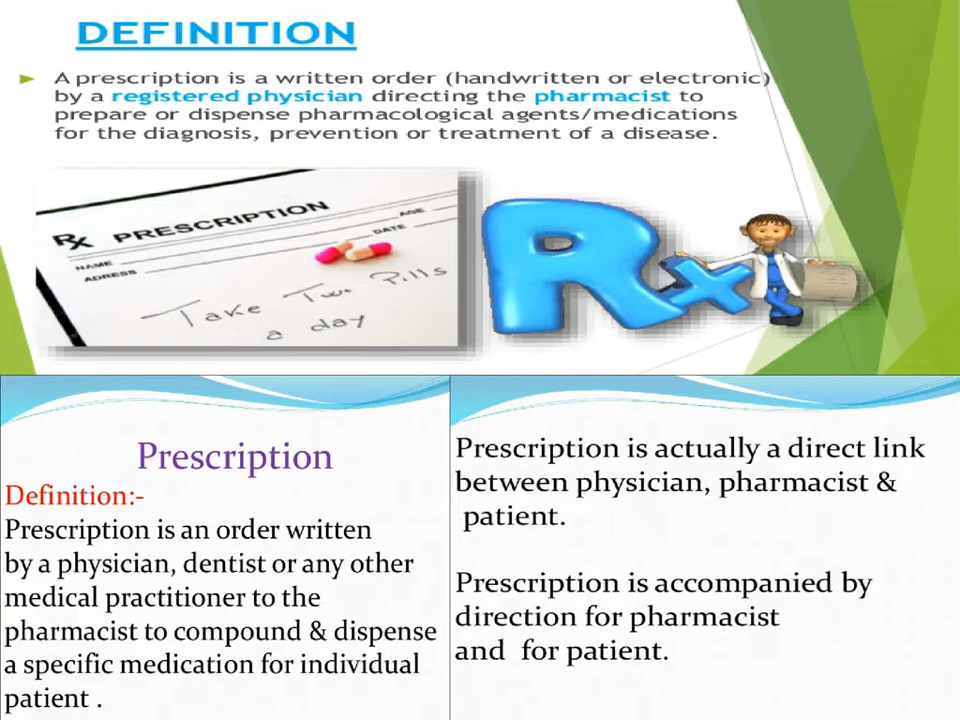 DEFINITION
► A prescription is a written order (handwritten or electronic)
by a registered physician directing the pharmacist to
prepare or dispense pharmacological agents/medications
for the diagnosis, prevention or treatment of a disease.
Rx PRESCRIPTION
NAME
AGE
ADRESS
DATE
Take Two Pills
a day
Rx
Prescription
Definition:-
Prescription is an order written
by a physician, dentist or any other
medical practitioner to the
pharmacist to compound & dispense
a specific medication for individual
patient .
Prescription is actually a direct link
between physician, pharmacist &
patient.
Prescription is accompanied by
direction for pharmacist
and for patient.